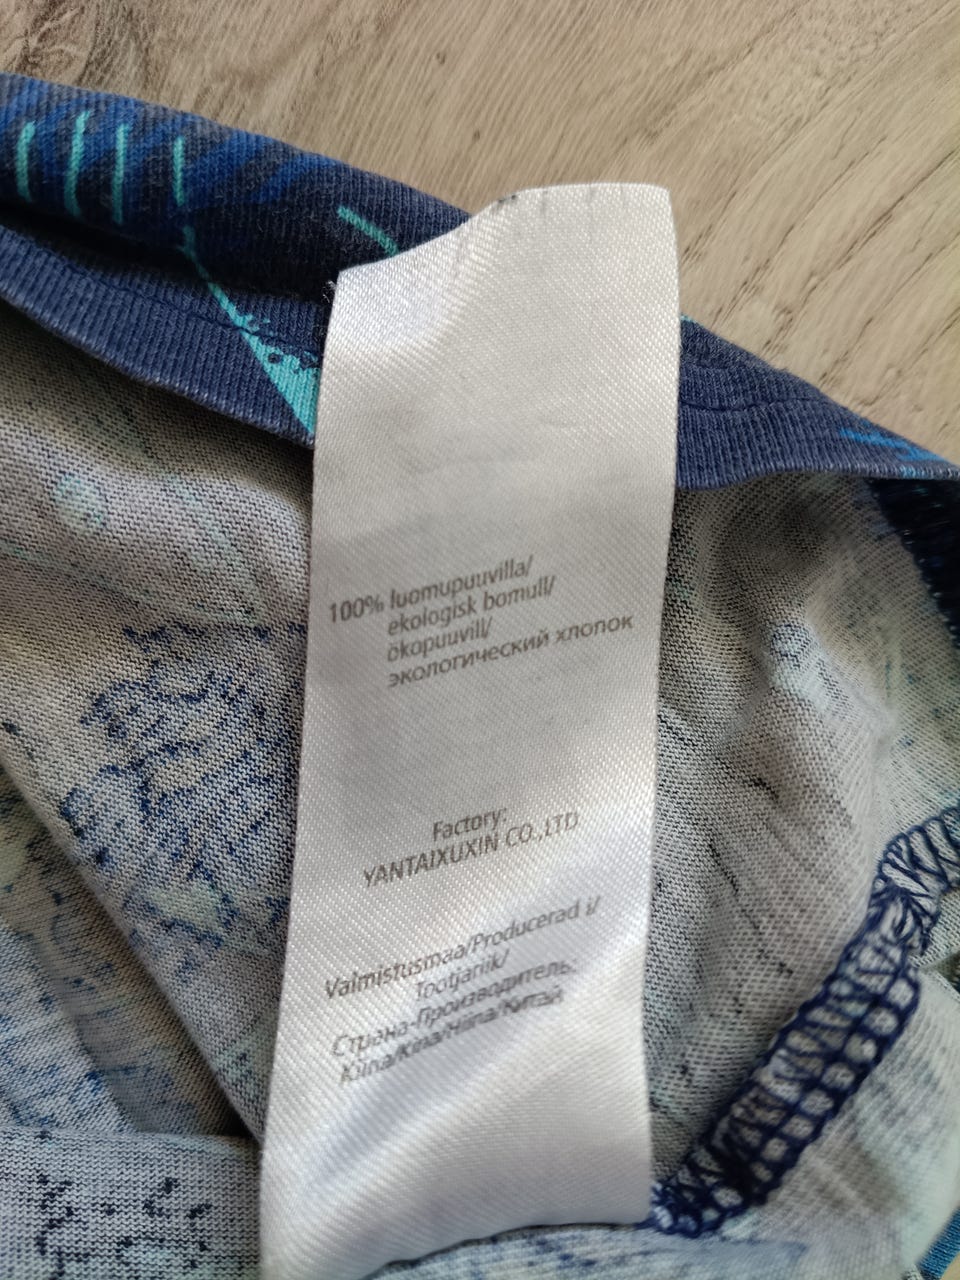 100% luomupuuvilla/
ekologisk bomull/
ökopuuvill/
экологический хлопок
Factory:
YANTAIXUXIN CO.,LTD
Valmistusmaa/Producerad i/
Tootjariik/
Страна-Производитель:
Kiina/Kina/Hiina/Китай